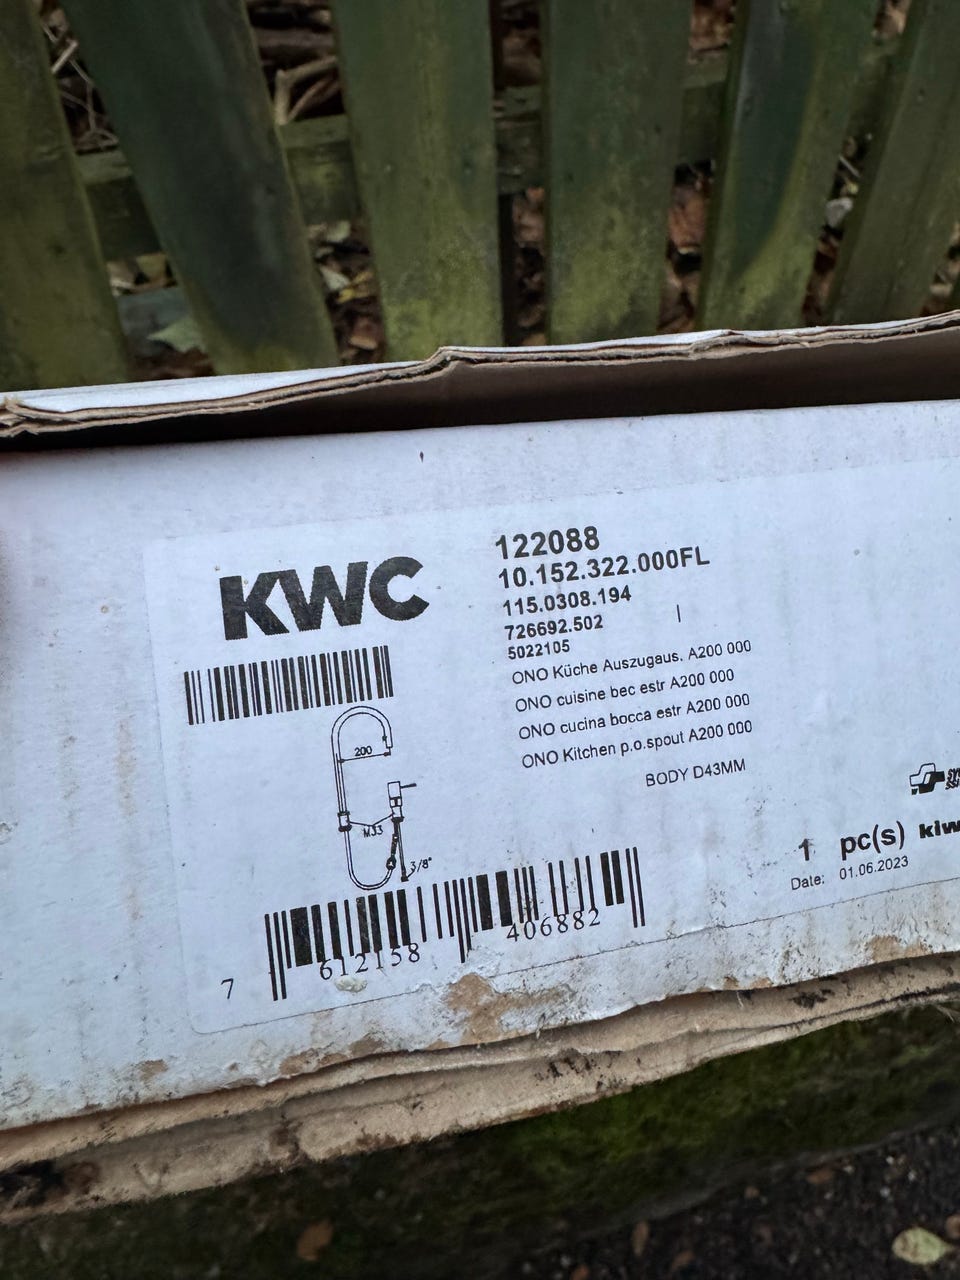 KWC
122088
10.152.322.000FL
115.0308.194
726692.502
5022105
ONO Küche Auszugaus. A200 000
ONO cuisine bec estr A200 000
ONO cucina bocca estr A200 000
ONO Kitchen p.o.spout A200 000
BODY D43MM
200
M33
3/8"
1 pc(s)
Date: 01.06.2023
7 612158 406882